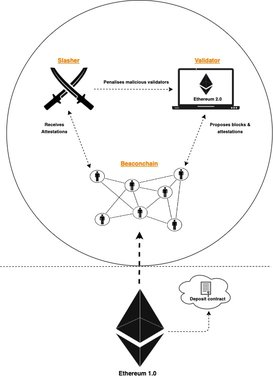 Slasher
Validator
Penalises malicious validators
Ethereum 2.0
Receives
Attestations
Proposes blocks &
attestations
Beaconchain
Deposit contract
Ethereum 1.0